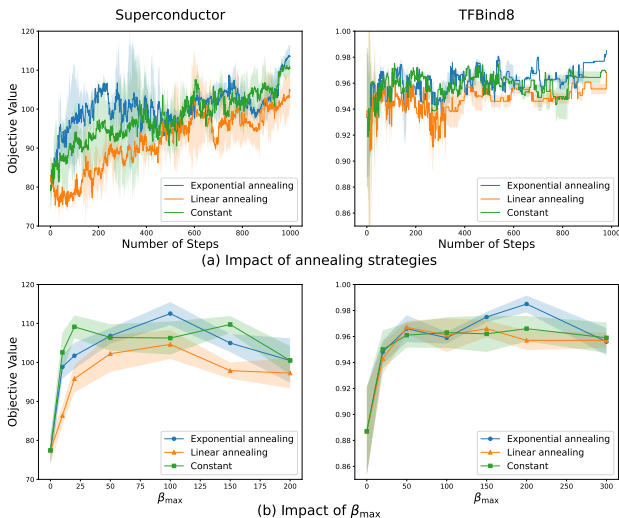 Superconductor
TFBind8
120
110
100
90
80
70
Objective Value
0
200
400
600
800
1000
Number of Steps
Exponential annealing
Linear annealing
Constant
1.00
0.98
0.96
0.94
0.92
0.90
0.88
0.86
0
200
400
600
800
1000
Number of Steps
Exponential annealing
Linear annealing
Constant
(a) Impact of annealing strategies
120
110
100
90
80
70
Objective Value
0
25
50
75
100
125
150
175
200
βmax
Exponential annealing
Linear annealing
Constant
1.00
0.98
0.96
0.94
0.92
0.90
0.88
0.86
0
50
100
150
200
250
300
βmax
Exponential annealing
Linear annealing
Constant
(b) Impact of βmax